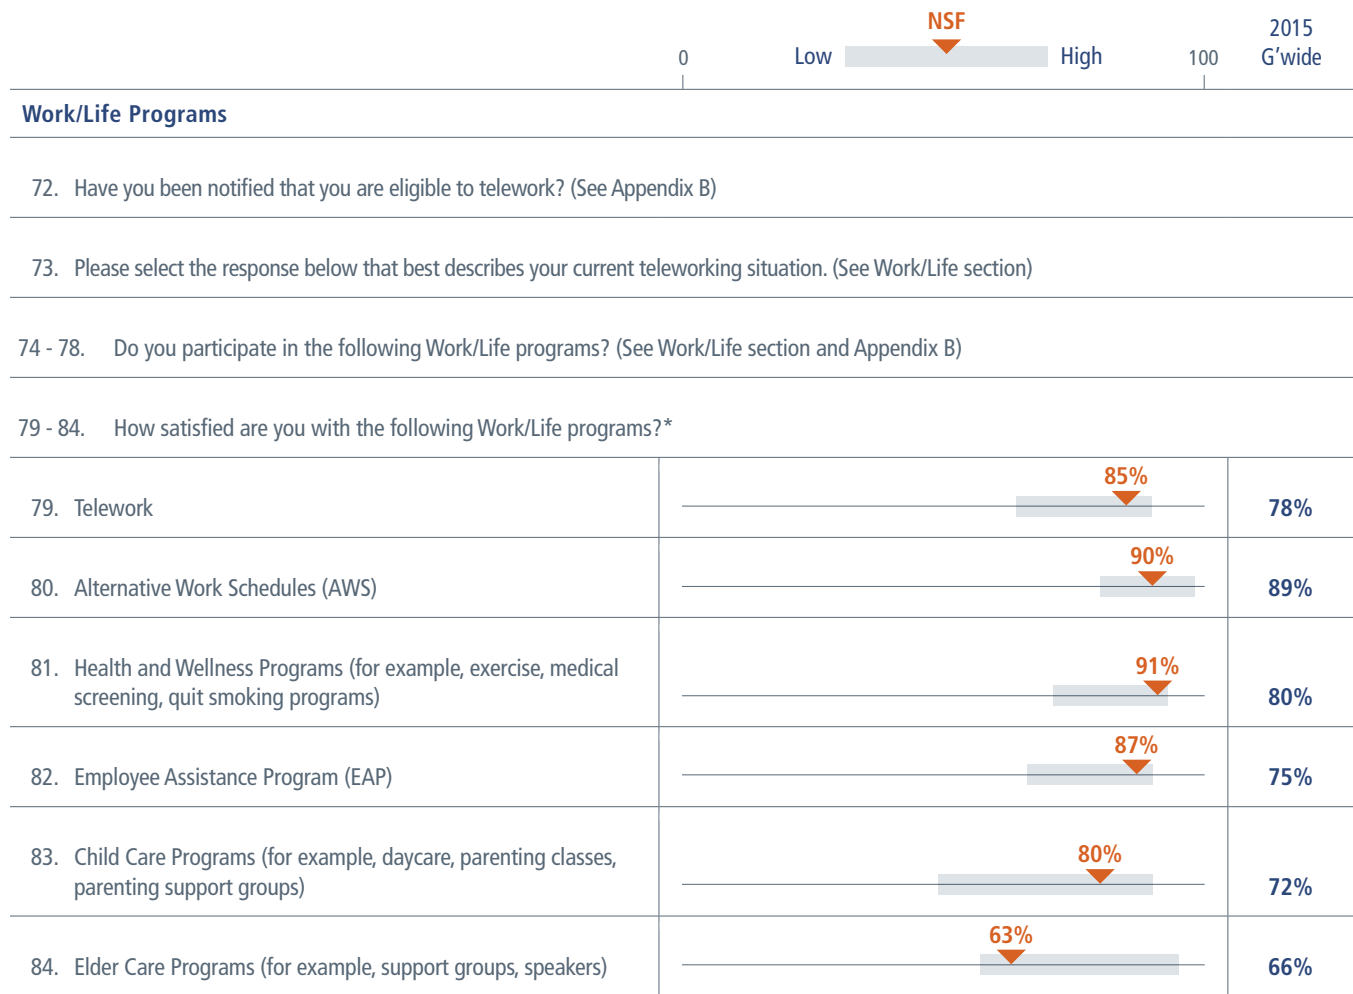 NSF
2015
0 Low High 100 G’wide
Work/Life Programs
72. Have you been notified that you are eligible to telework? (See Appendix B)
73. Please select the response below that best describes your current teleworking situation. (See Work/Life section)
74 - 78. Do you participate in the following Work/Life programs? (See Work/Life section and Appendix B)
79 - 84. How satisfied are you with the following Work/Life programs?*
85%
79. Telework 78%
90%
80. Alternative Work Schedules (AWS) 89%
81. Health and Wellness Programs (for example, exercise, medical 91%
screening, quit smoking programs) 80%
87%
82. Employee Assistance Program (EAP) 75%
83. Child Care Programs (for example, daycare, parenting classes, 80%
parenting support groups) 72%
63%
84. Elder Care Programs (for example, support groups, speakers) 66%